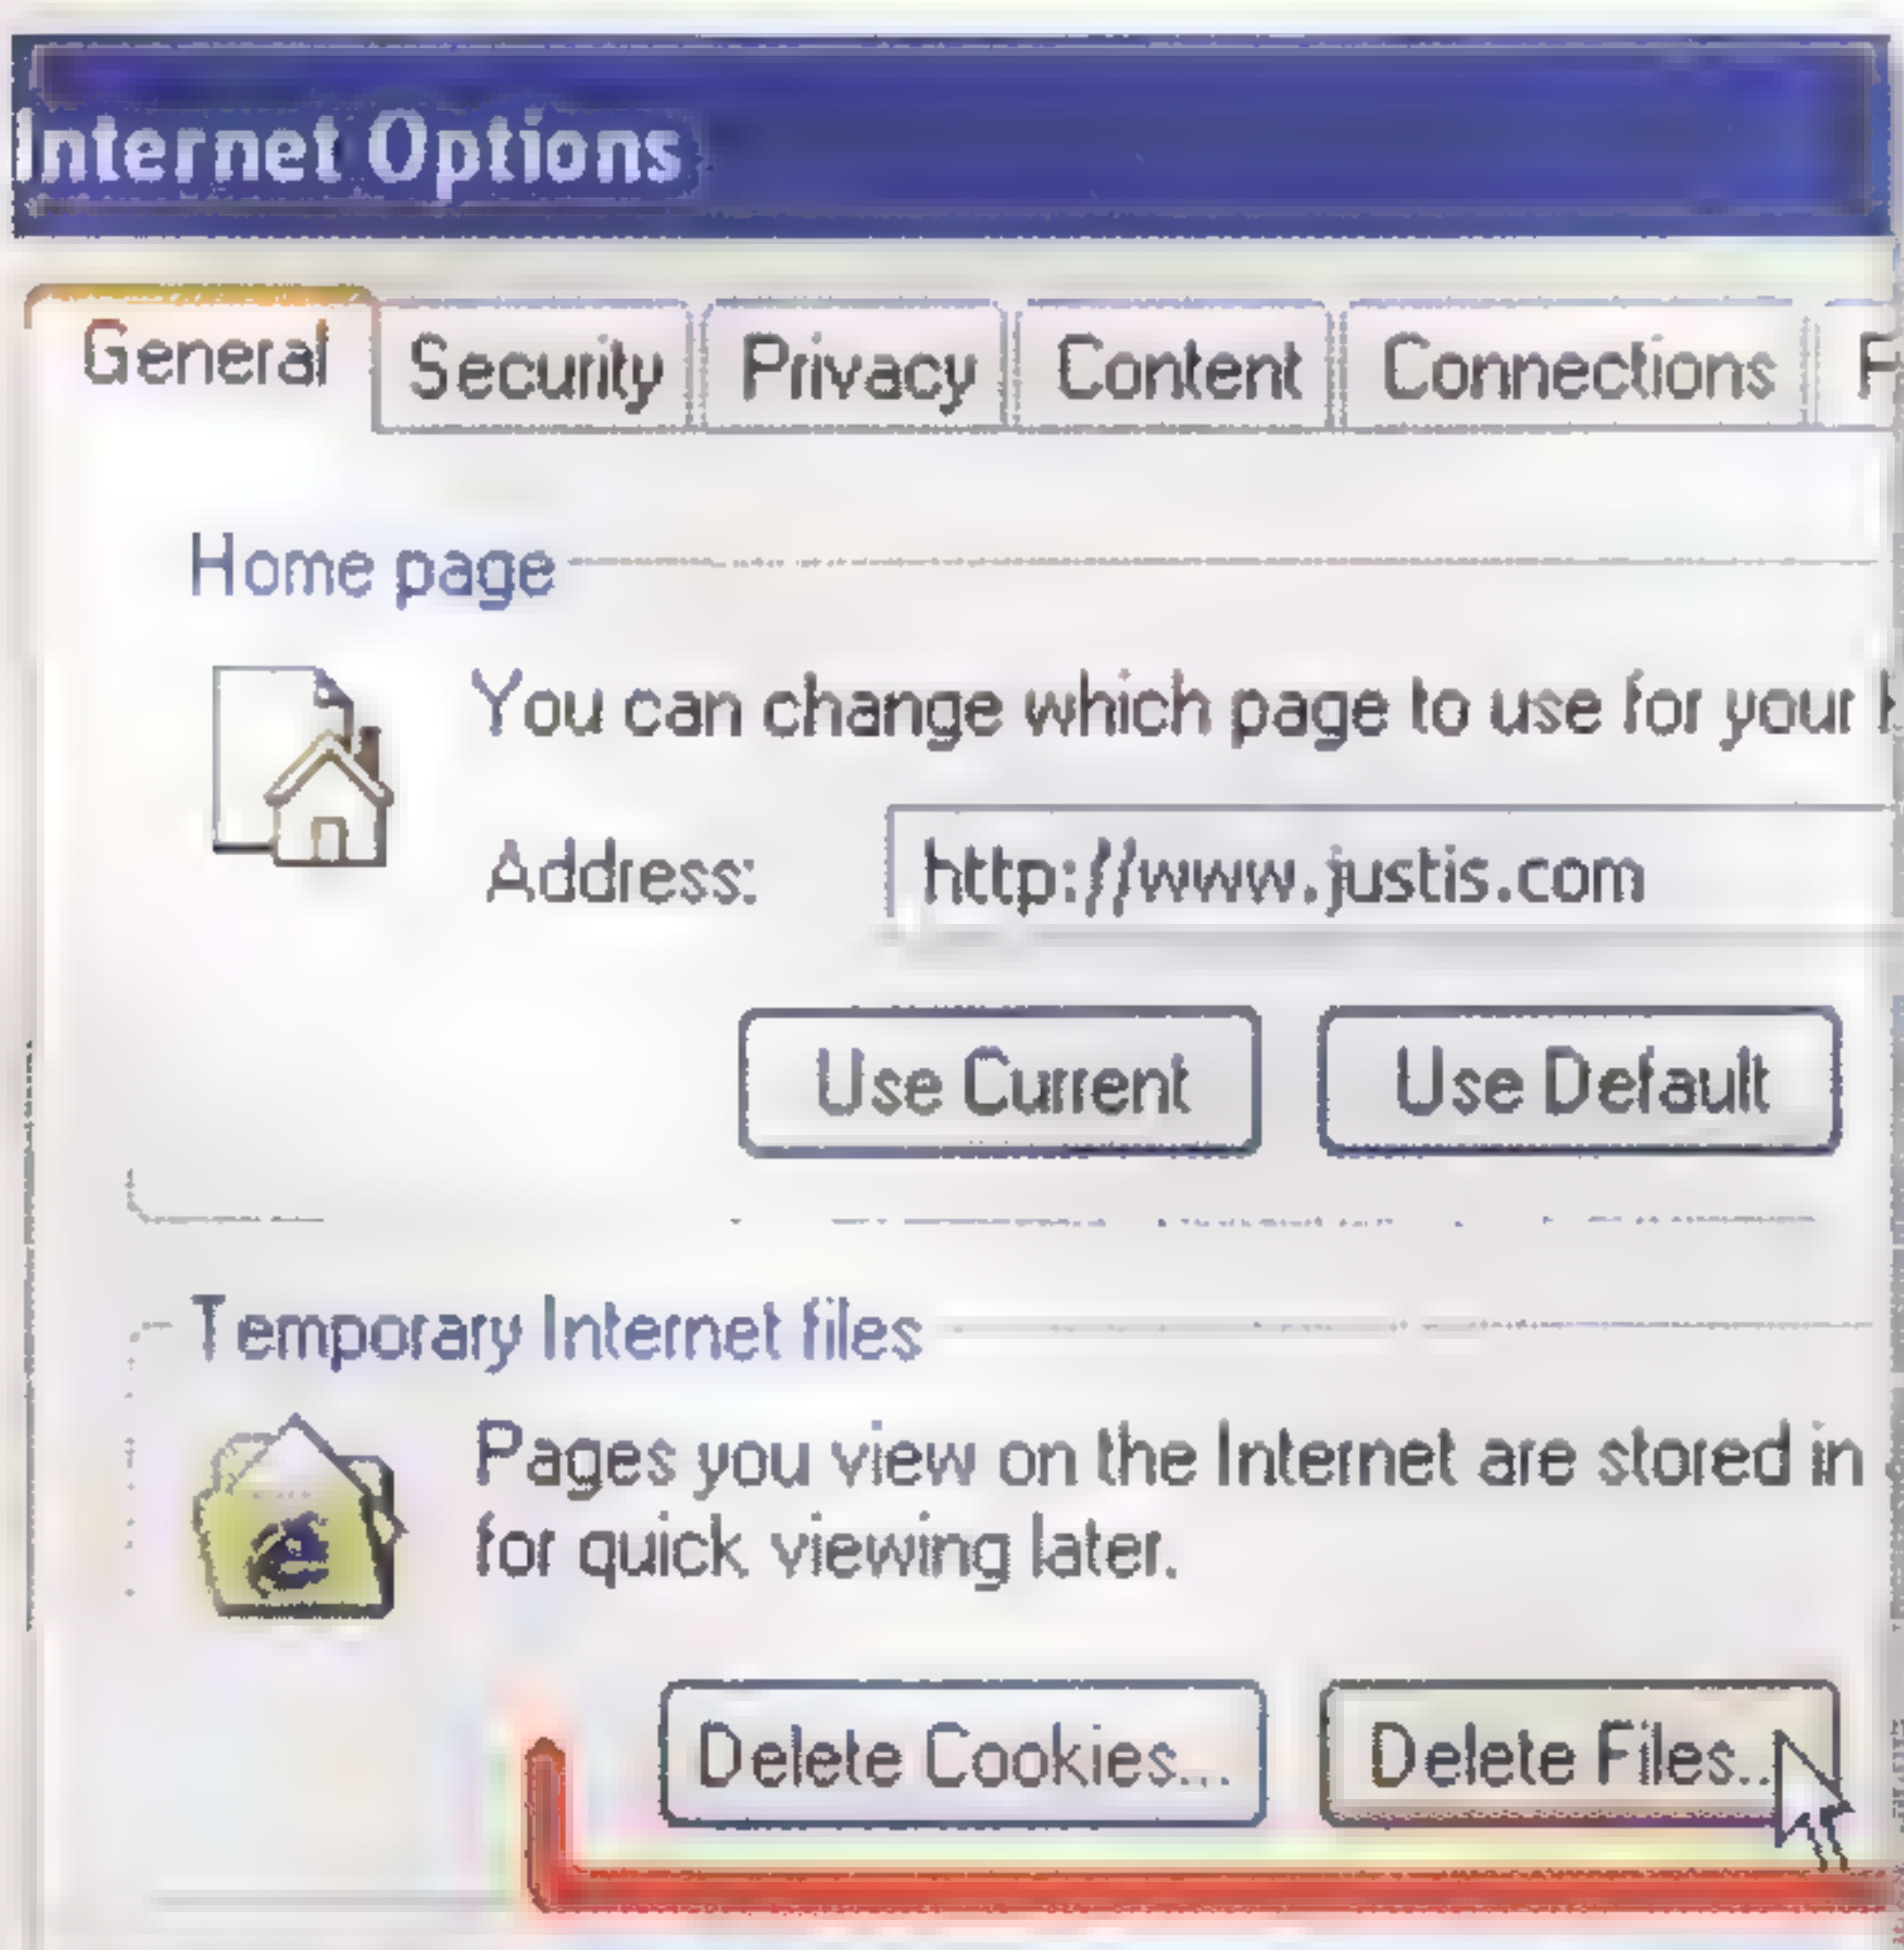 Internet Options
General Security Privacy Content Connections
Home page
You can change which page to use for your
Address: http://www.justis.com
Use Current Use Default
Temporary Internet files
Pages you view on the Internet are stored in
for quick viewing later.
Delete Cookies... Delete Files...